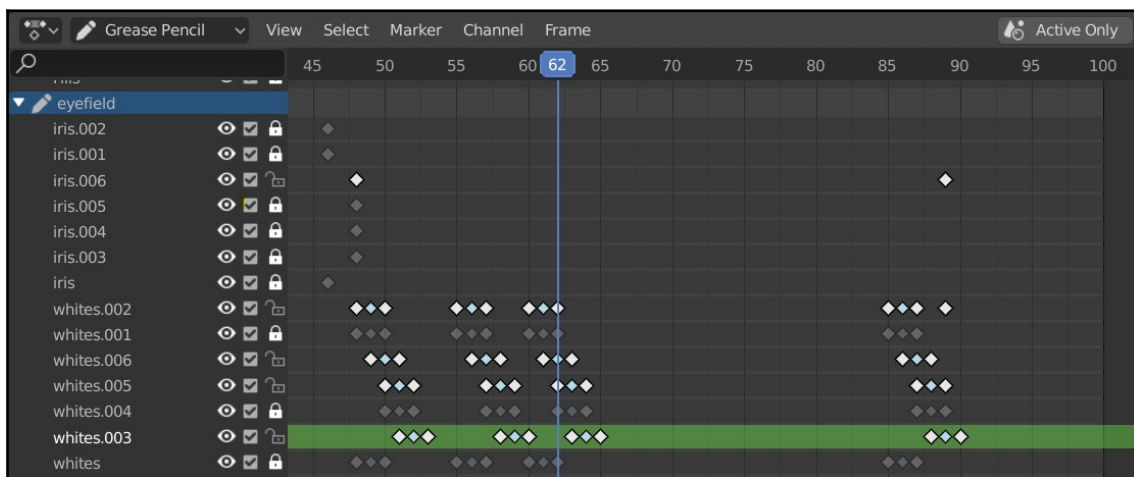 Grease Pencil View Select Marker Channel Frame Active Only
45 50 55 60 62 65 70 75 80 85 90 95 100
eyefield
iris.002
iris.001
iris.006
iris.005
iris.004
iris.003
iris
whites.002
whites.001
whites.006
whites.005
whites.004
whites.003
whites